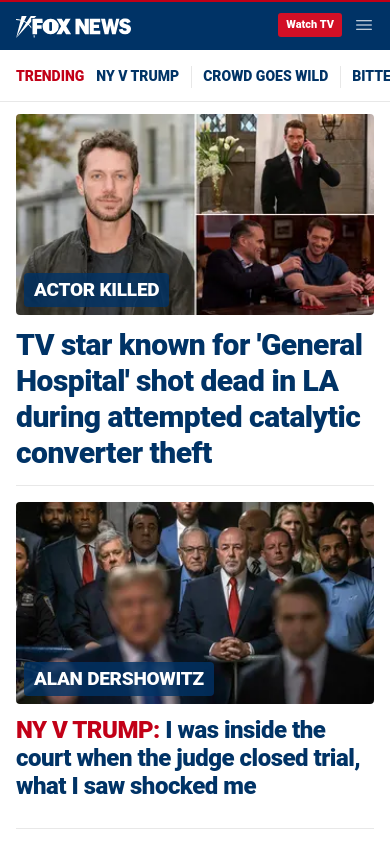 FOX NEWS
Watch TV
TRENDING NY V TRUMP CROWD GOES WILD BITTE
ACTOR KILLED
TV star known for 'General
Hospital' shot dead in LA
during attempted catalytic
converter theft
ALAN DERSHOWITZ
NY V TRUMP: I was inside the
court when the judge closed trial,
what I saw shocked me